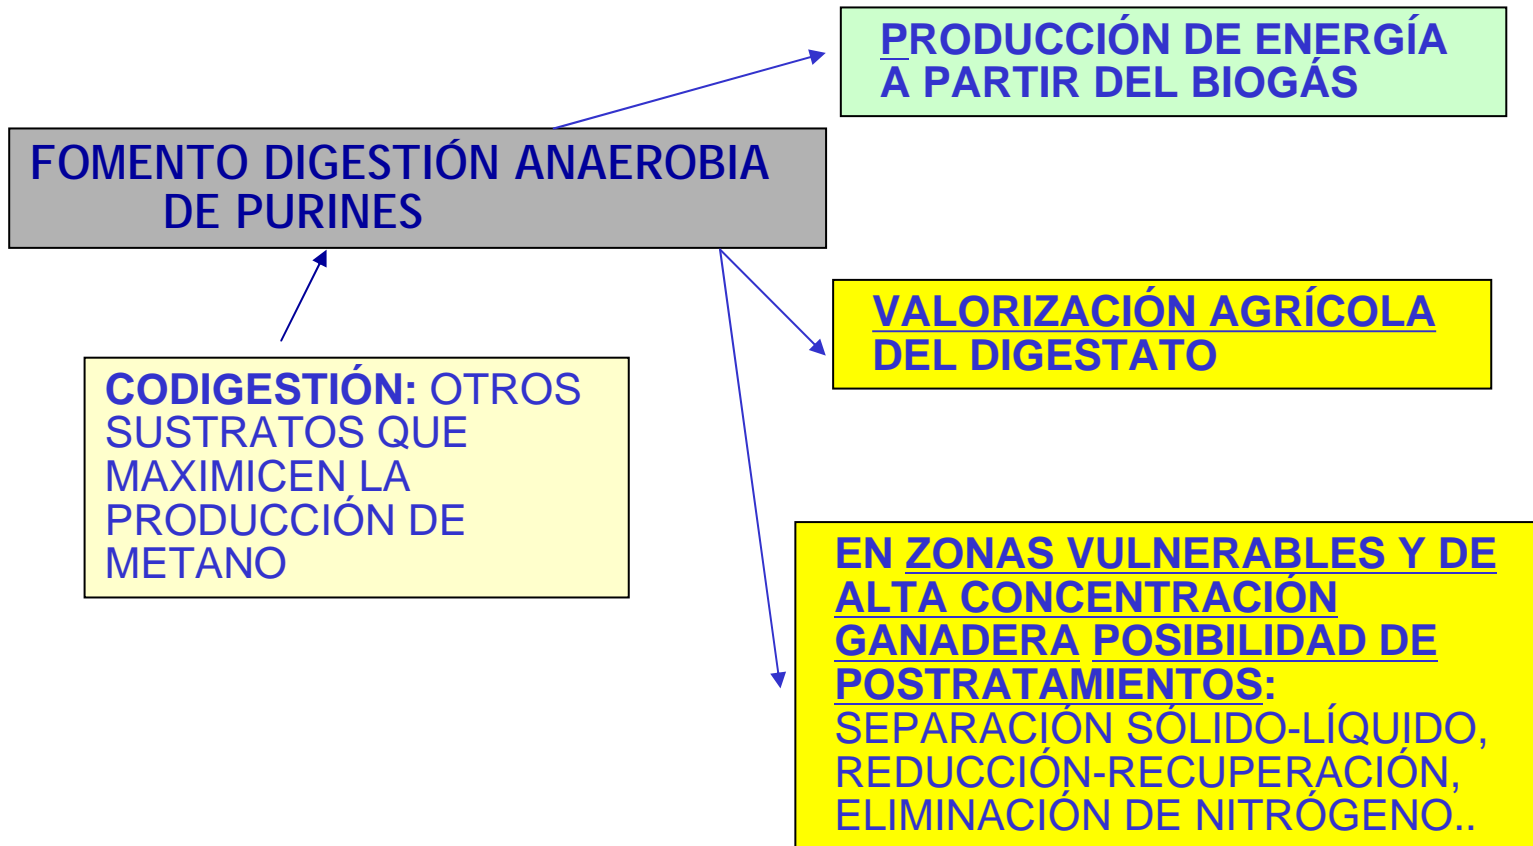 PRODUCCIÓN DE ENERGÍA
A PARTIR DEL BIOGÁS
FOMENTO DIGESTIÓN ANAEROBIA
DE PURINES
VALORIZACIÓN AGRÍCOLA
DEL DIGESTATO
CODIGESTIÓN: OTROS
SUSTRATOS QUE
MAXIMICEN LA
PRODUCCIÓN DE
METANO
EN ZONAS VULNERABLES Y DE
ALTA CONCENTRACIÓN
GANADERA POSIBILIDAD DE
POSTRATAMIENTOS:
SEPARACIÓN SÓLIDO-LÍQUIDO,
REDUCCIÓN-RECUPERACIÓN,
ELIMINACIÓN DE NITRÓGENO..